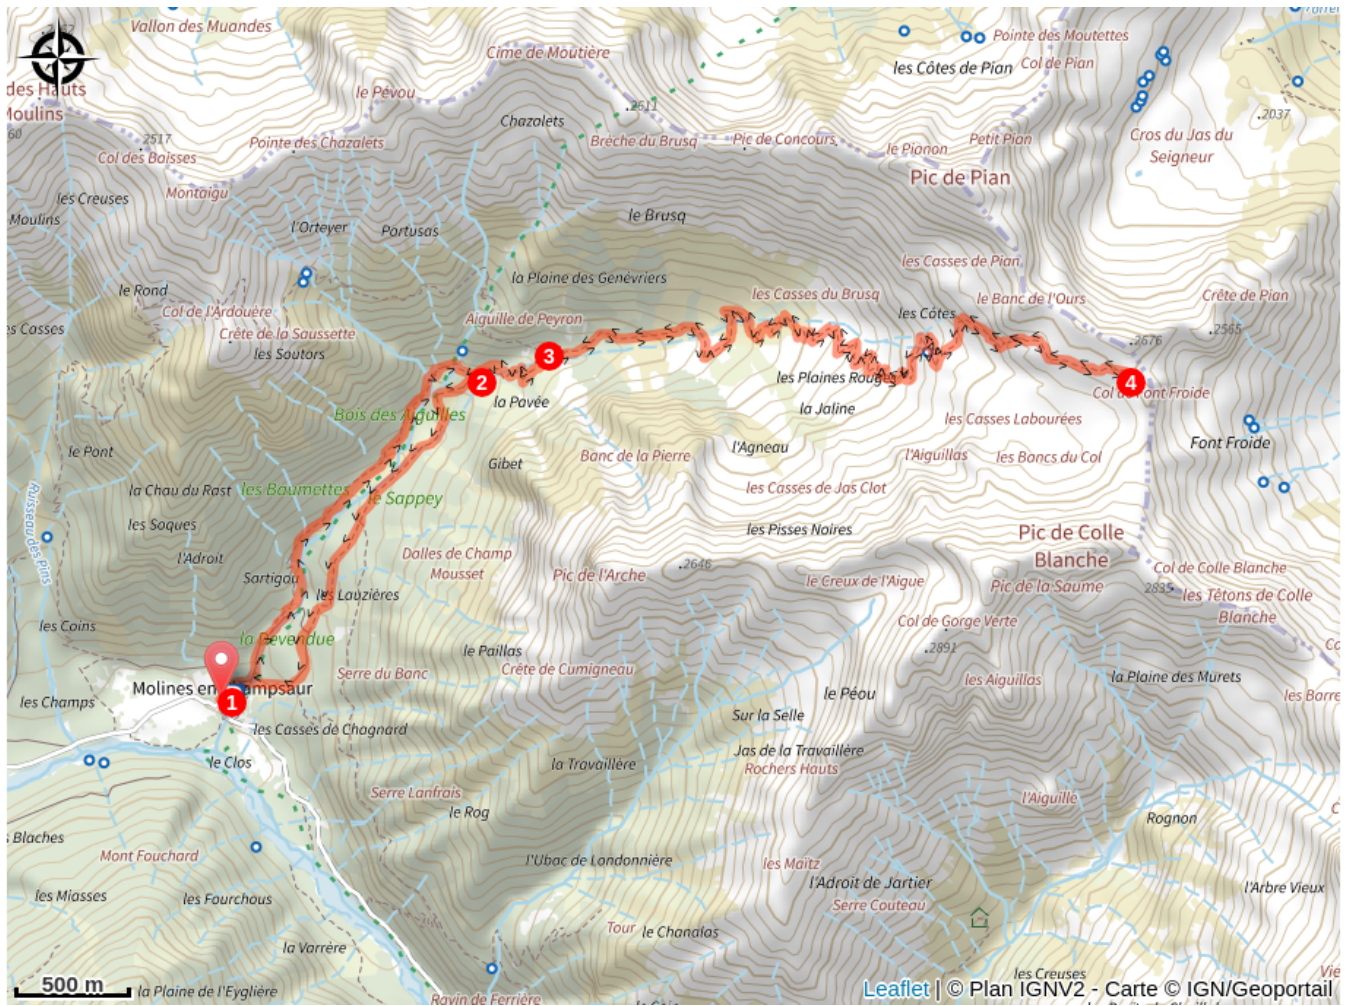 2672
Vallon des Muandes
Pointe des Moutettes
Torrent
Cime de Moutière
Col de Pian
les Côtes de Pian
des Hauts
Moulins
le Pévou
2611
2037
Chazalets
60
2517
Pointe des Chazalets
Brèche du Brusq
Pic de Concours
le Pionon
Petit Pian
Cros du Jas du
Seigneur
Col des Baisses
Pic de Pian
Montaigu
les Creuses
Moulins
l'Orteyer
Partusas
le Brusq
les Casses de Pian
le Rond
la Plaine des Genévriers
les Casses du Brusq
le Banc de l'Ours
Crête de Pian
Col de l'Ardouère
Aiguille de Peyron
les Côtes
es Casses
Crête de la Saussette
2565
les Soutors
2676
3
2
4
les Plaines Rouges
Col de Font Froide
la Pavée
la Jaline
Bois des Aiguilles
les Casses Labourées
Font Froide
le Pont
l'Agneau
Gibet
Banc de la Pierre
l'Aiguillas
les Bancs du Col
la Chau du Rast
les Baumettes
le Sappey
les Casses de Jas Clot
les Soques
les Pisses Noires
Pic de Colle
Blanche
Ruisseau des Pins
l'Adroit
Dalles de Champ
Mousset
2646
Sartigou
Pic de l'Arche
le Creux de l'Aigue
Pic de la Saume
Col de Colle Blanche
les Lauzières
2835
les Têtons de Colle
Blanche
les Coins
la Devendue
Col de Gorge Verte
2891
le Paillas
Serre du Banc
Crête de Cumigneau
les Aiguillas
la Plaine des Murets
Molines en Champsaur
1
les Champs
le Péou
les Barre
Sur la Selle
les Casses de Chagnard
le Clos
la Travaillère
Jas de la Travaillère
Rochers Hauts
Serre Lanfrais
le Rog
l'Aiguille
Rognon
s Blaches
Mont Fouchard
l'Ubac de Londonnière
les Maïtz
les Miasses
les Fourchous
l'Adroit de Jartier
l'Arbre Vieux
Serre Couteau
la Varrère
Tour
le Chanalas
les Creuses
Vie
500 m
la Plaine de l'Eyglière
Ravin de Ferrière
Leaflet | © Plan IGNV2 - Carte © IGN/Geoportail